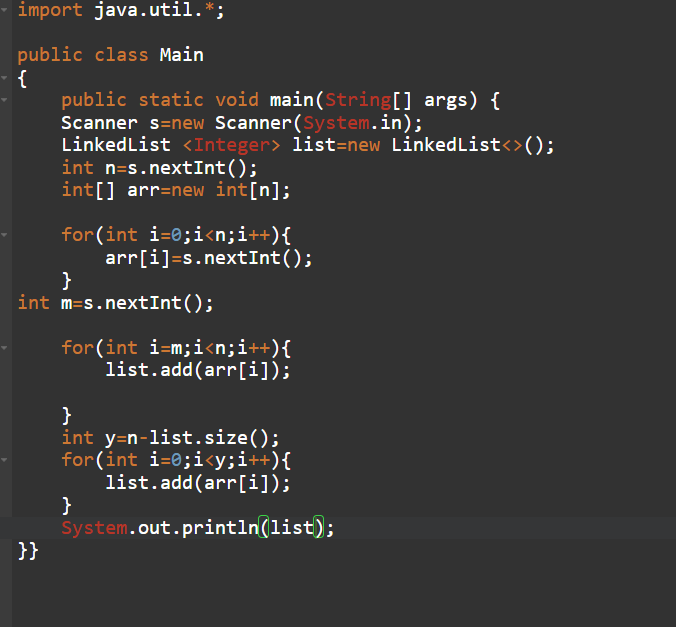 import java.util.*;
public class Main
{
public static void main(String[] args) {
Scanner s=new Scanner(System.in);
LinkedList <Integer> list=new LinkedList<>();
int n=s.nextInt();
int[] arr=new int[n];
for(int i=0;i<n;i++){
arr[i]=s.nextInt();
}
int m=s.nextInt();
for(int i=m;i<n;i++){
list.add(arr[i]);
}
int y=n-list.size();
for(int i=0;i<y;i++){
list.add(arr[i]);
}
System.out.println(list);
}}